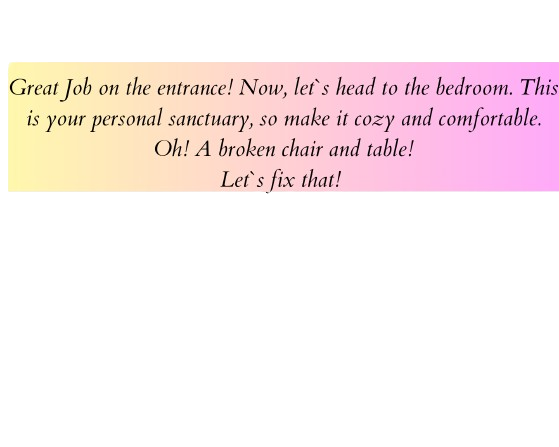 Great Job on the entrance! Now, let`s head to the bedroom. This
is your personal sanctuary, so make it cozy and comfortable.
Oh! A broken chair and table!
Let`s fix that!